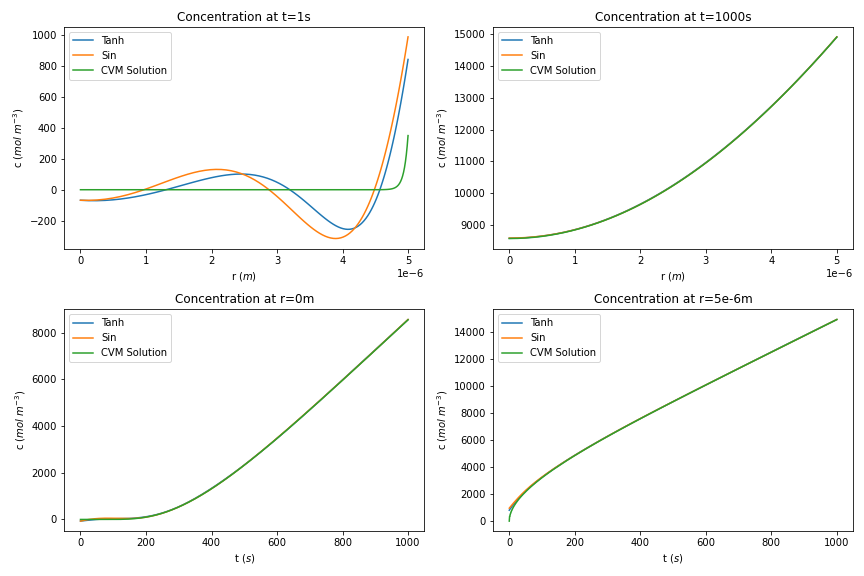 Concentration at t=1s
1000
800
600
400
200
0
−200
c (mol m⁻³)
Tanh
Sin
CVM Solution
0 1 2 3 4 5
1e−6
r (m)
Concentration at t=1000s
15000
14000
13000
12000
11000
10000
9000
c (mol m⁻³)
Tanh
Sin
CVM Solution
0 1 2 3 4 5
1e−6
r (m)
Concentration at r=0m
8000
6000
4000
2000
0
c (mol m⁻³)
Tanh
Sin
CVM Solution
0 200 400 600 800 1000
t (s)
Concentration at r=5e-6m
14000
12000
10000
8000
6000
4000
2000
0
c (mol m⁻³)
Tanh
Sin
CVM Solution
0 200 400 600 800 1000
t (s)